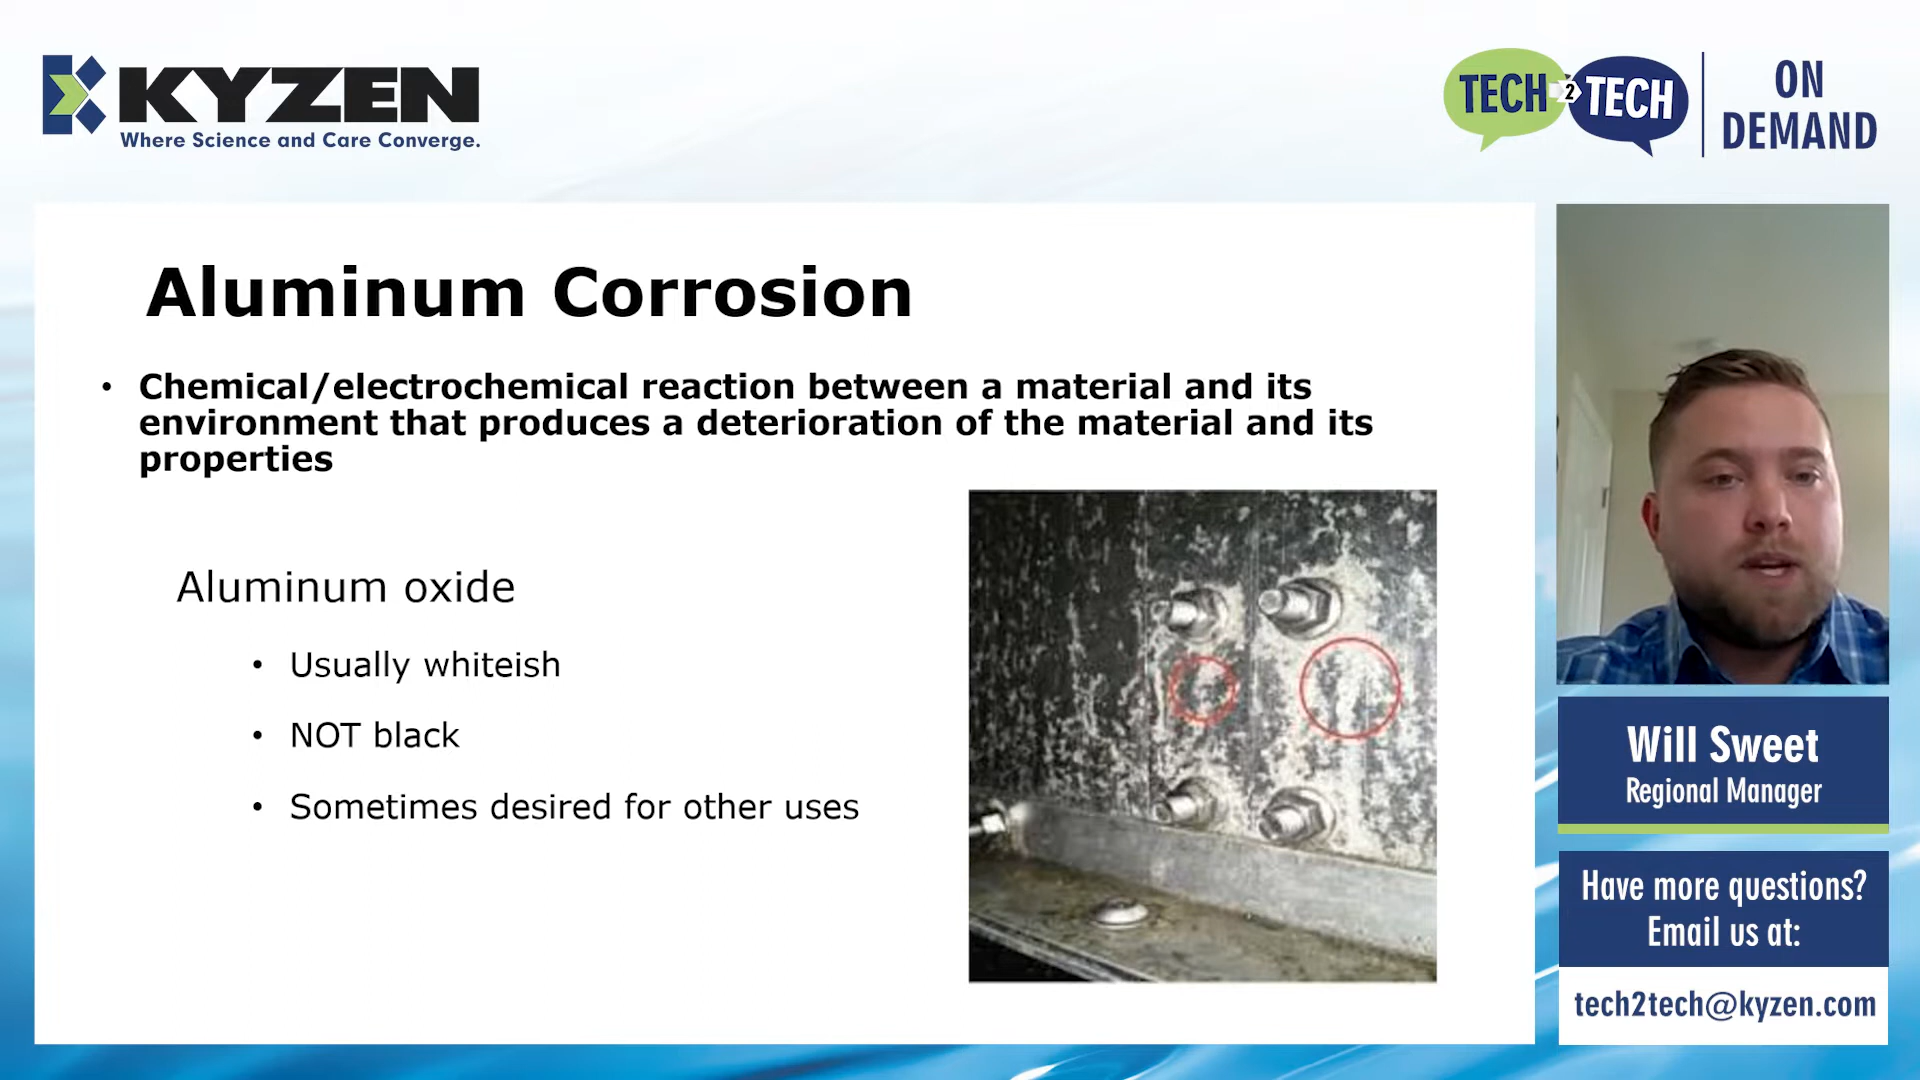 KYZEN
Where Science and Care Converge.
TECH 2 TECH
ON
DEMAND
Aluminum Corrosion
• Chemical/electrochemical reaction between a material and its
environment that produces a deterioration of the material and its
properties
Aluminum oxide
• Usually whiteish
• NOT black
• Sometimes desired for other uses
Will Sweet
Regional Manager
Have more questions?
Email us at:
tech2tech@kyzen.com